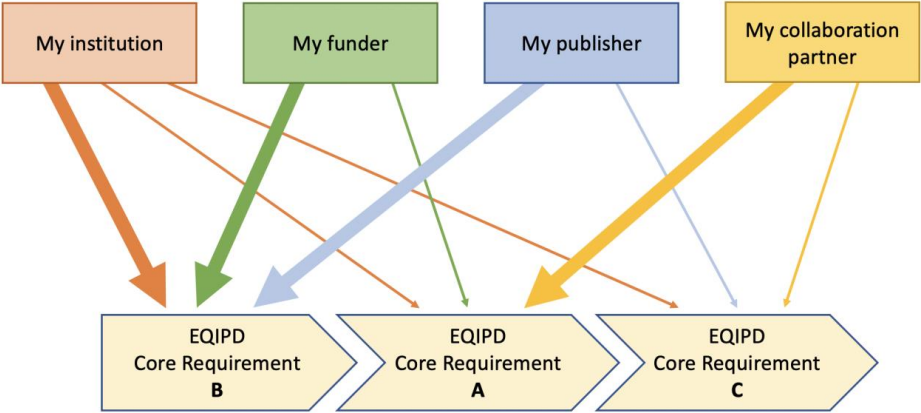 My institution
My funder
My publisher
My collaboration
partner
EQIPD
Core Requirement
B
EQIPD
Core Requirement
A
EQIPD
Core Requirement
C